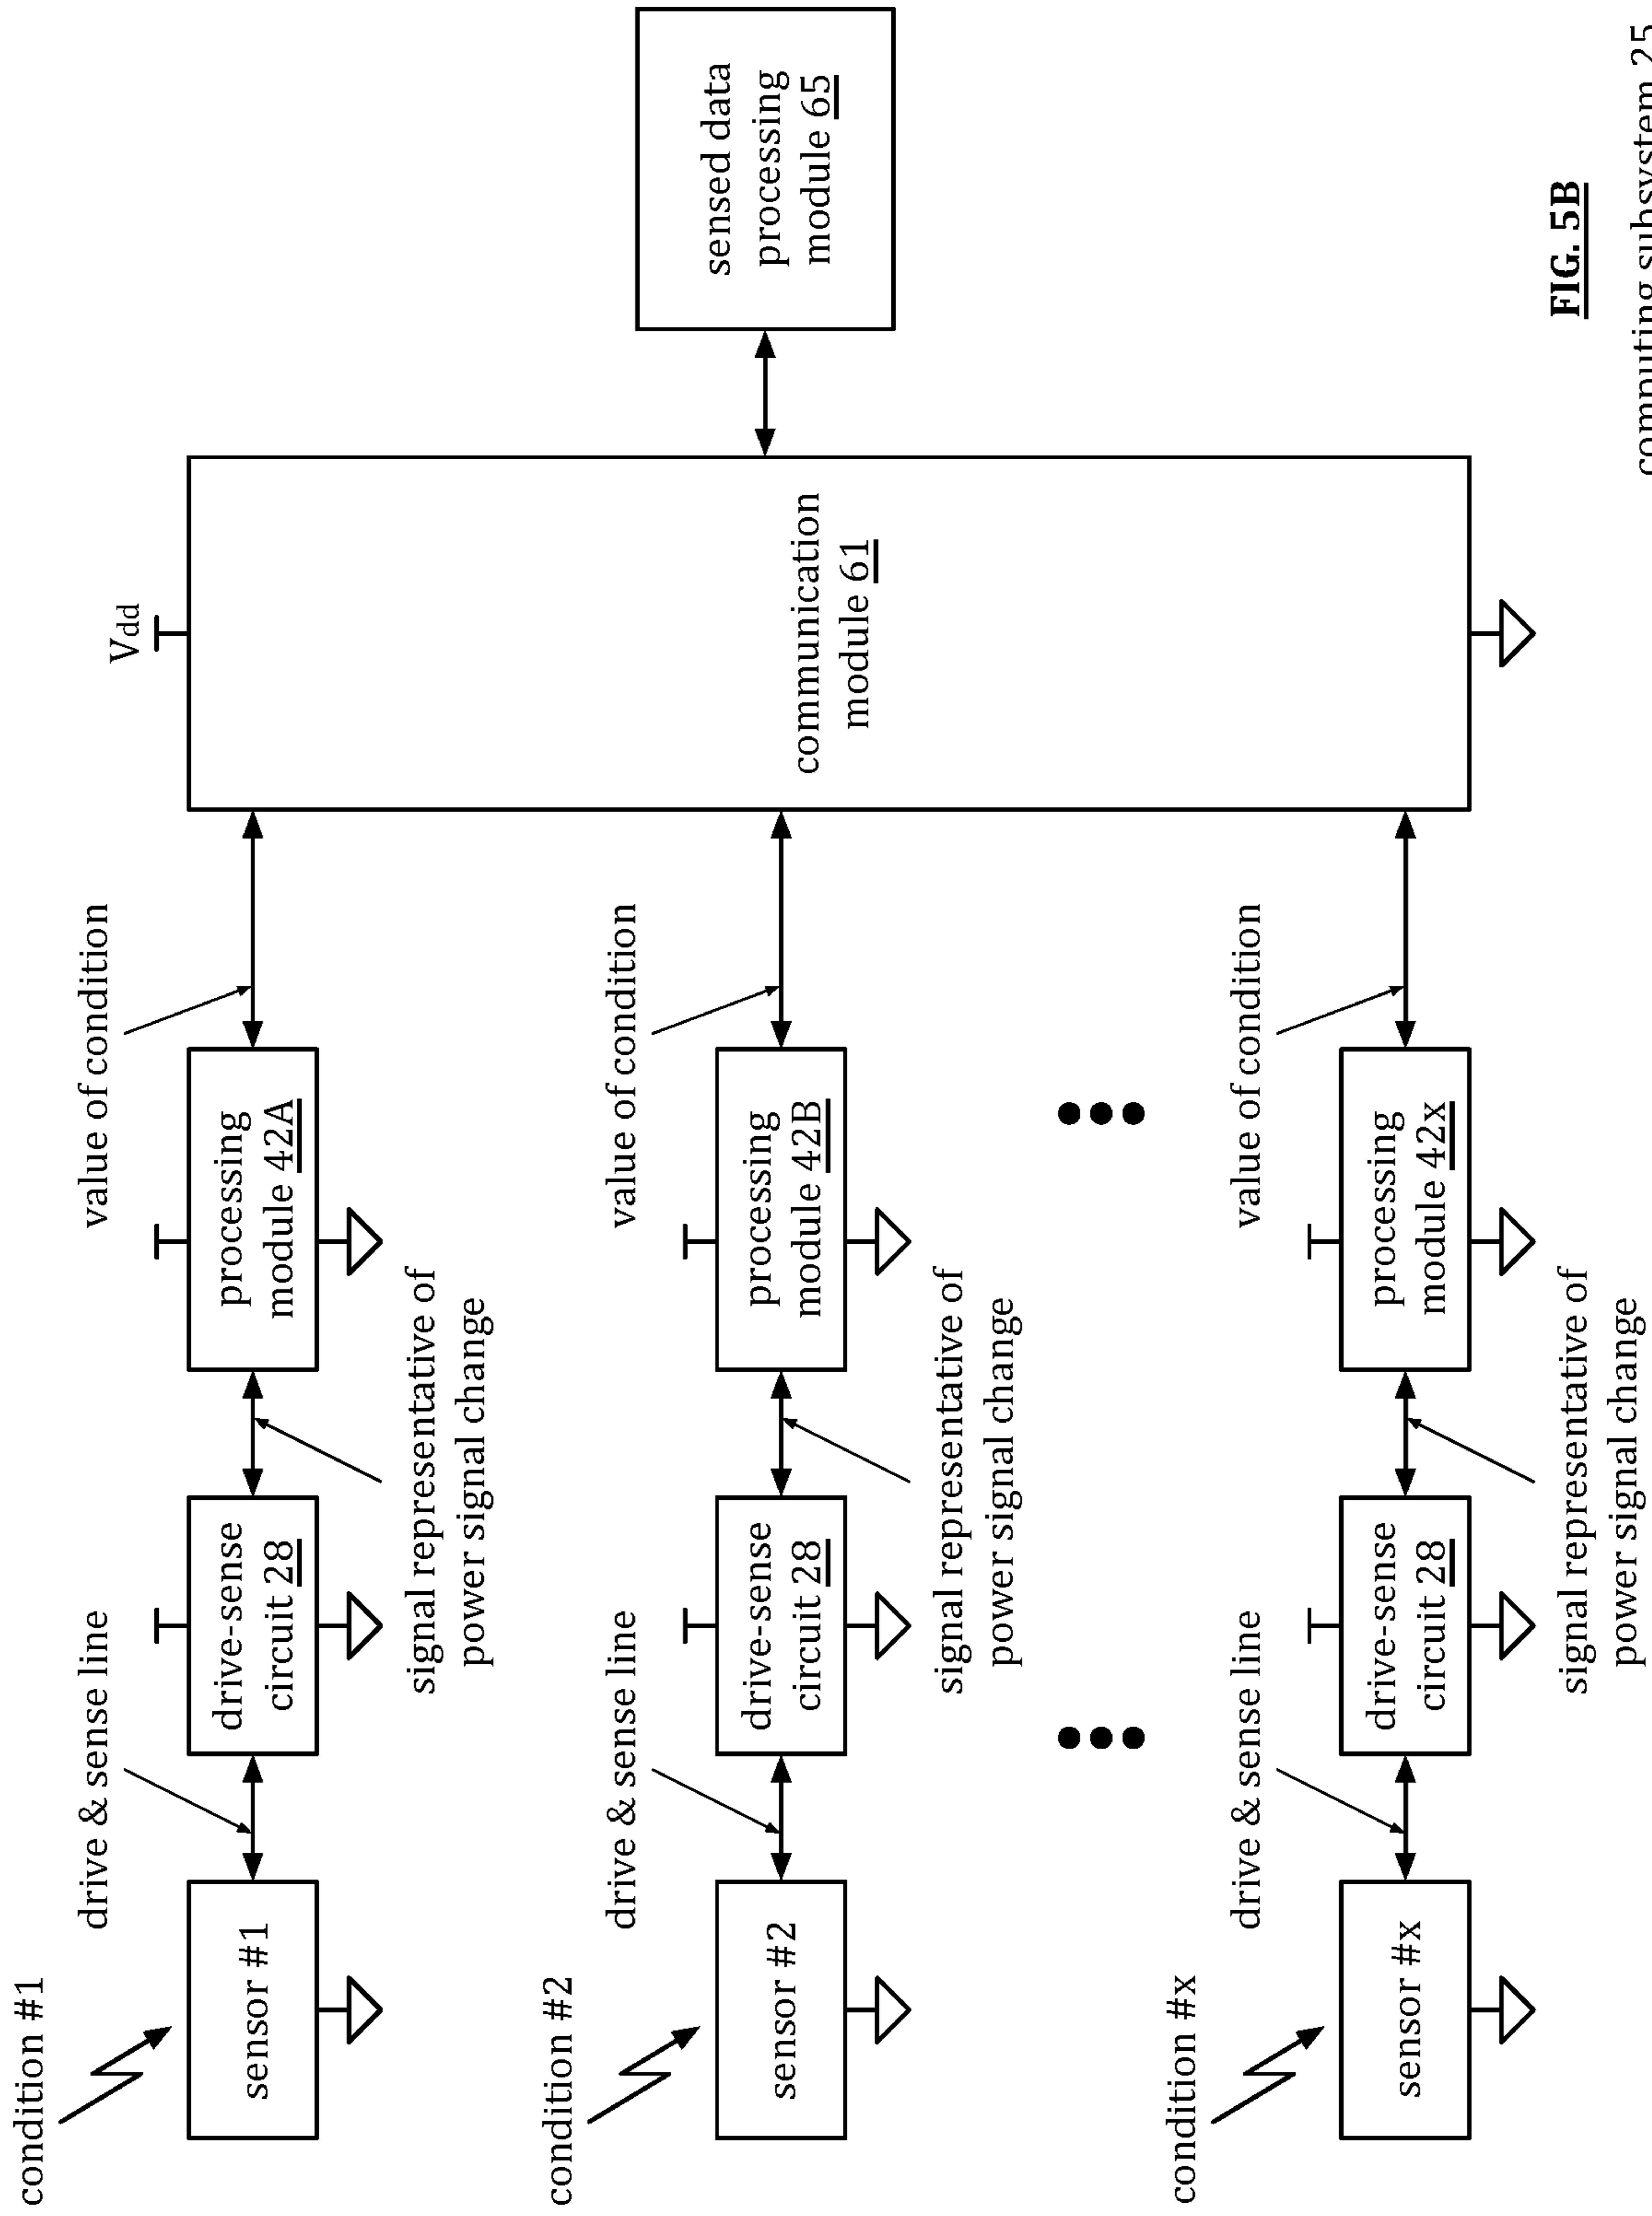 condition #1
sensor #1
drive & sense line
drive-sense
circuit 28
signal representative of
power signal change
processing
module 42A
value of condition
condition #2
sensor #2
drive & sense line
drive-sense
circuit 28
signal representative of
power signal change
processing
module 42B
value of condition
condition #x
sensor #x
drive & sense line
drive-sense
circuit 28
signal representative of
power signal change
processing
module 42x
value of condition
Vdd
communication
module 61
sensed data
processing
module 65
FIG. 5B
computing subsystem 25